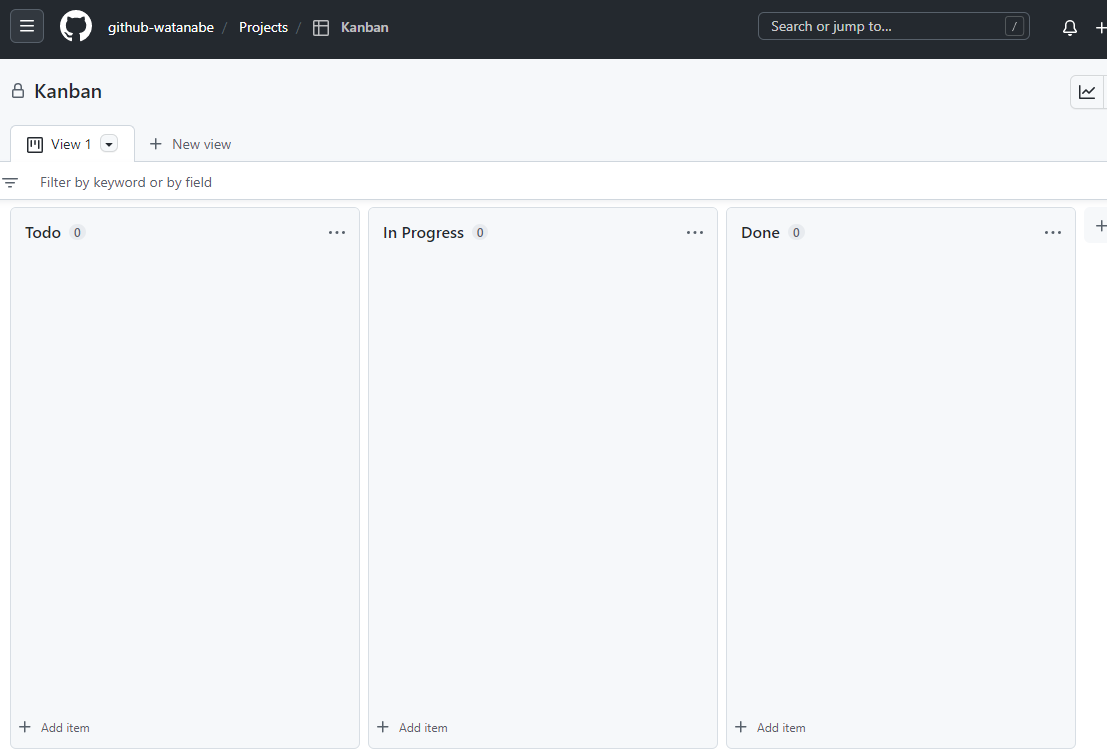 github-watanabe / Projects / Kanban Search or jump to... / +
Kanban
View 1 + New view
Filter by keyword or by field
Todo 0 ... In Progress 0 ... Done 0 ... +
+ Add item + Add item + Add item